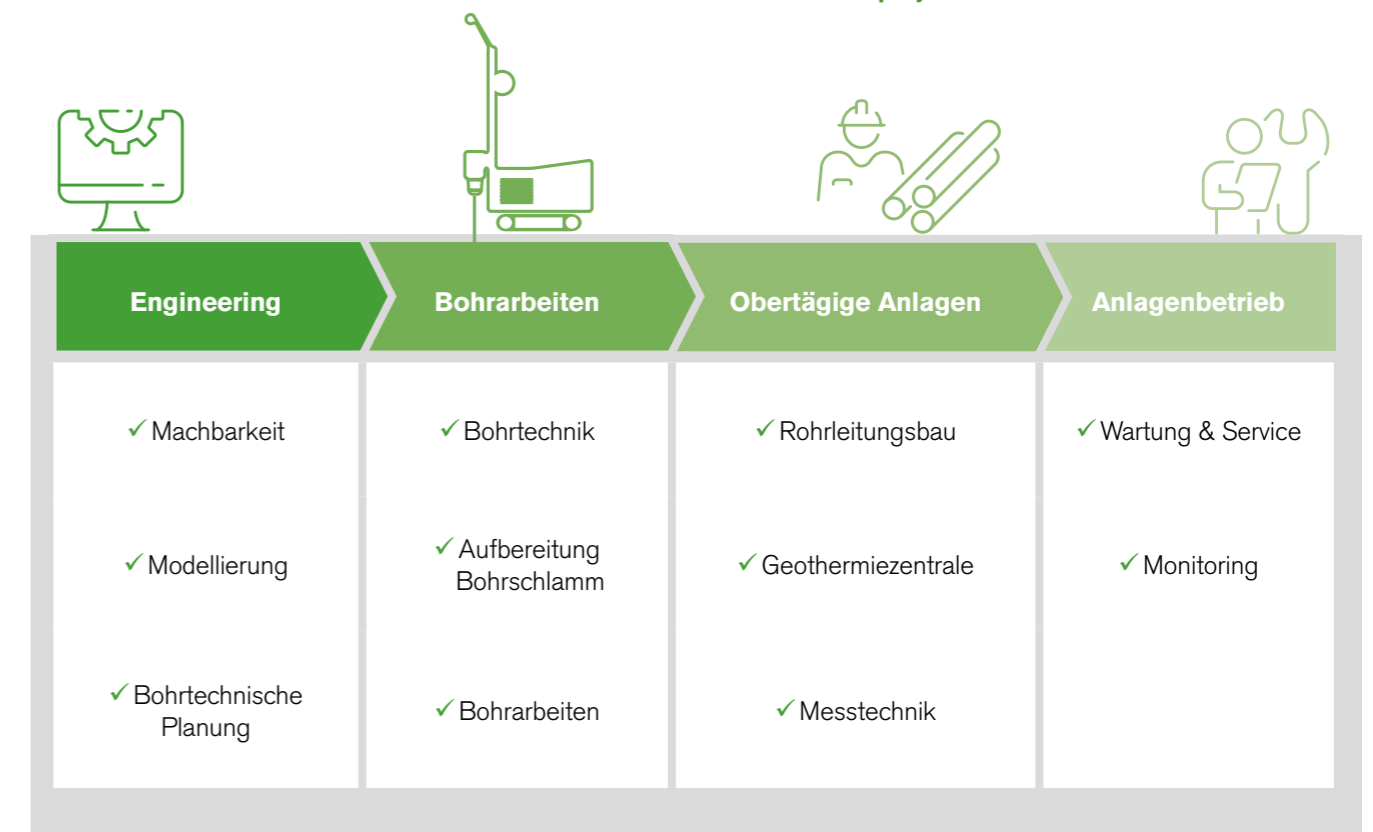 Engineering
Bohrarbeiten
Obertägige Anlagen
Anlagenbetrieb
✓ Machbarkeit
✓ Bohrtechnik
✓ Rohrleitungsbau
✓ Wartung & Service
✓ Modellierung
✓ Aufbereitung
Bohrschlamm
✓ Geothermiezentrale
✓ Monitoring
✓ Bohrtechnische
Planung
✓ Bohrarbeiten
✓ Messtechnik